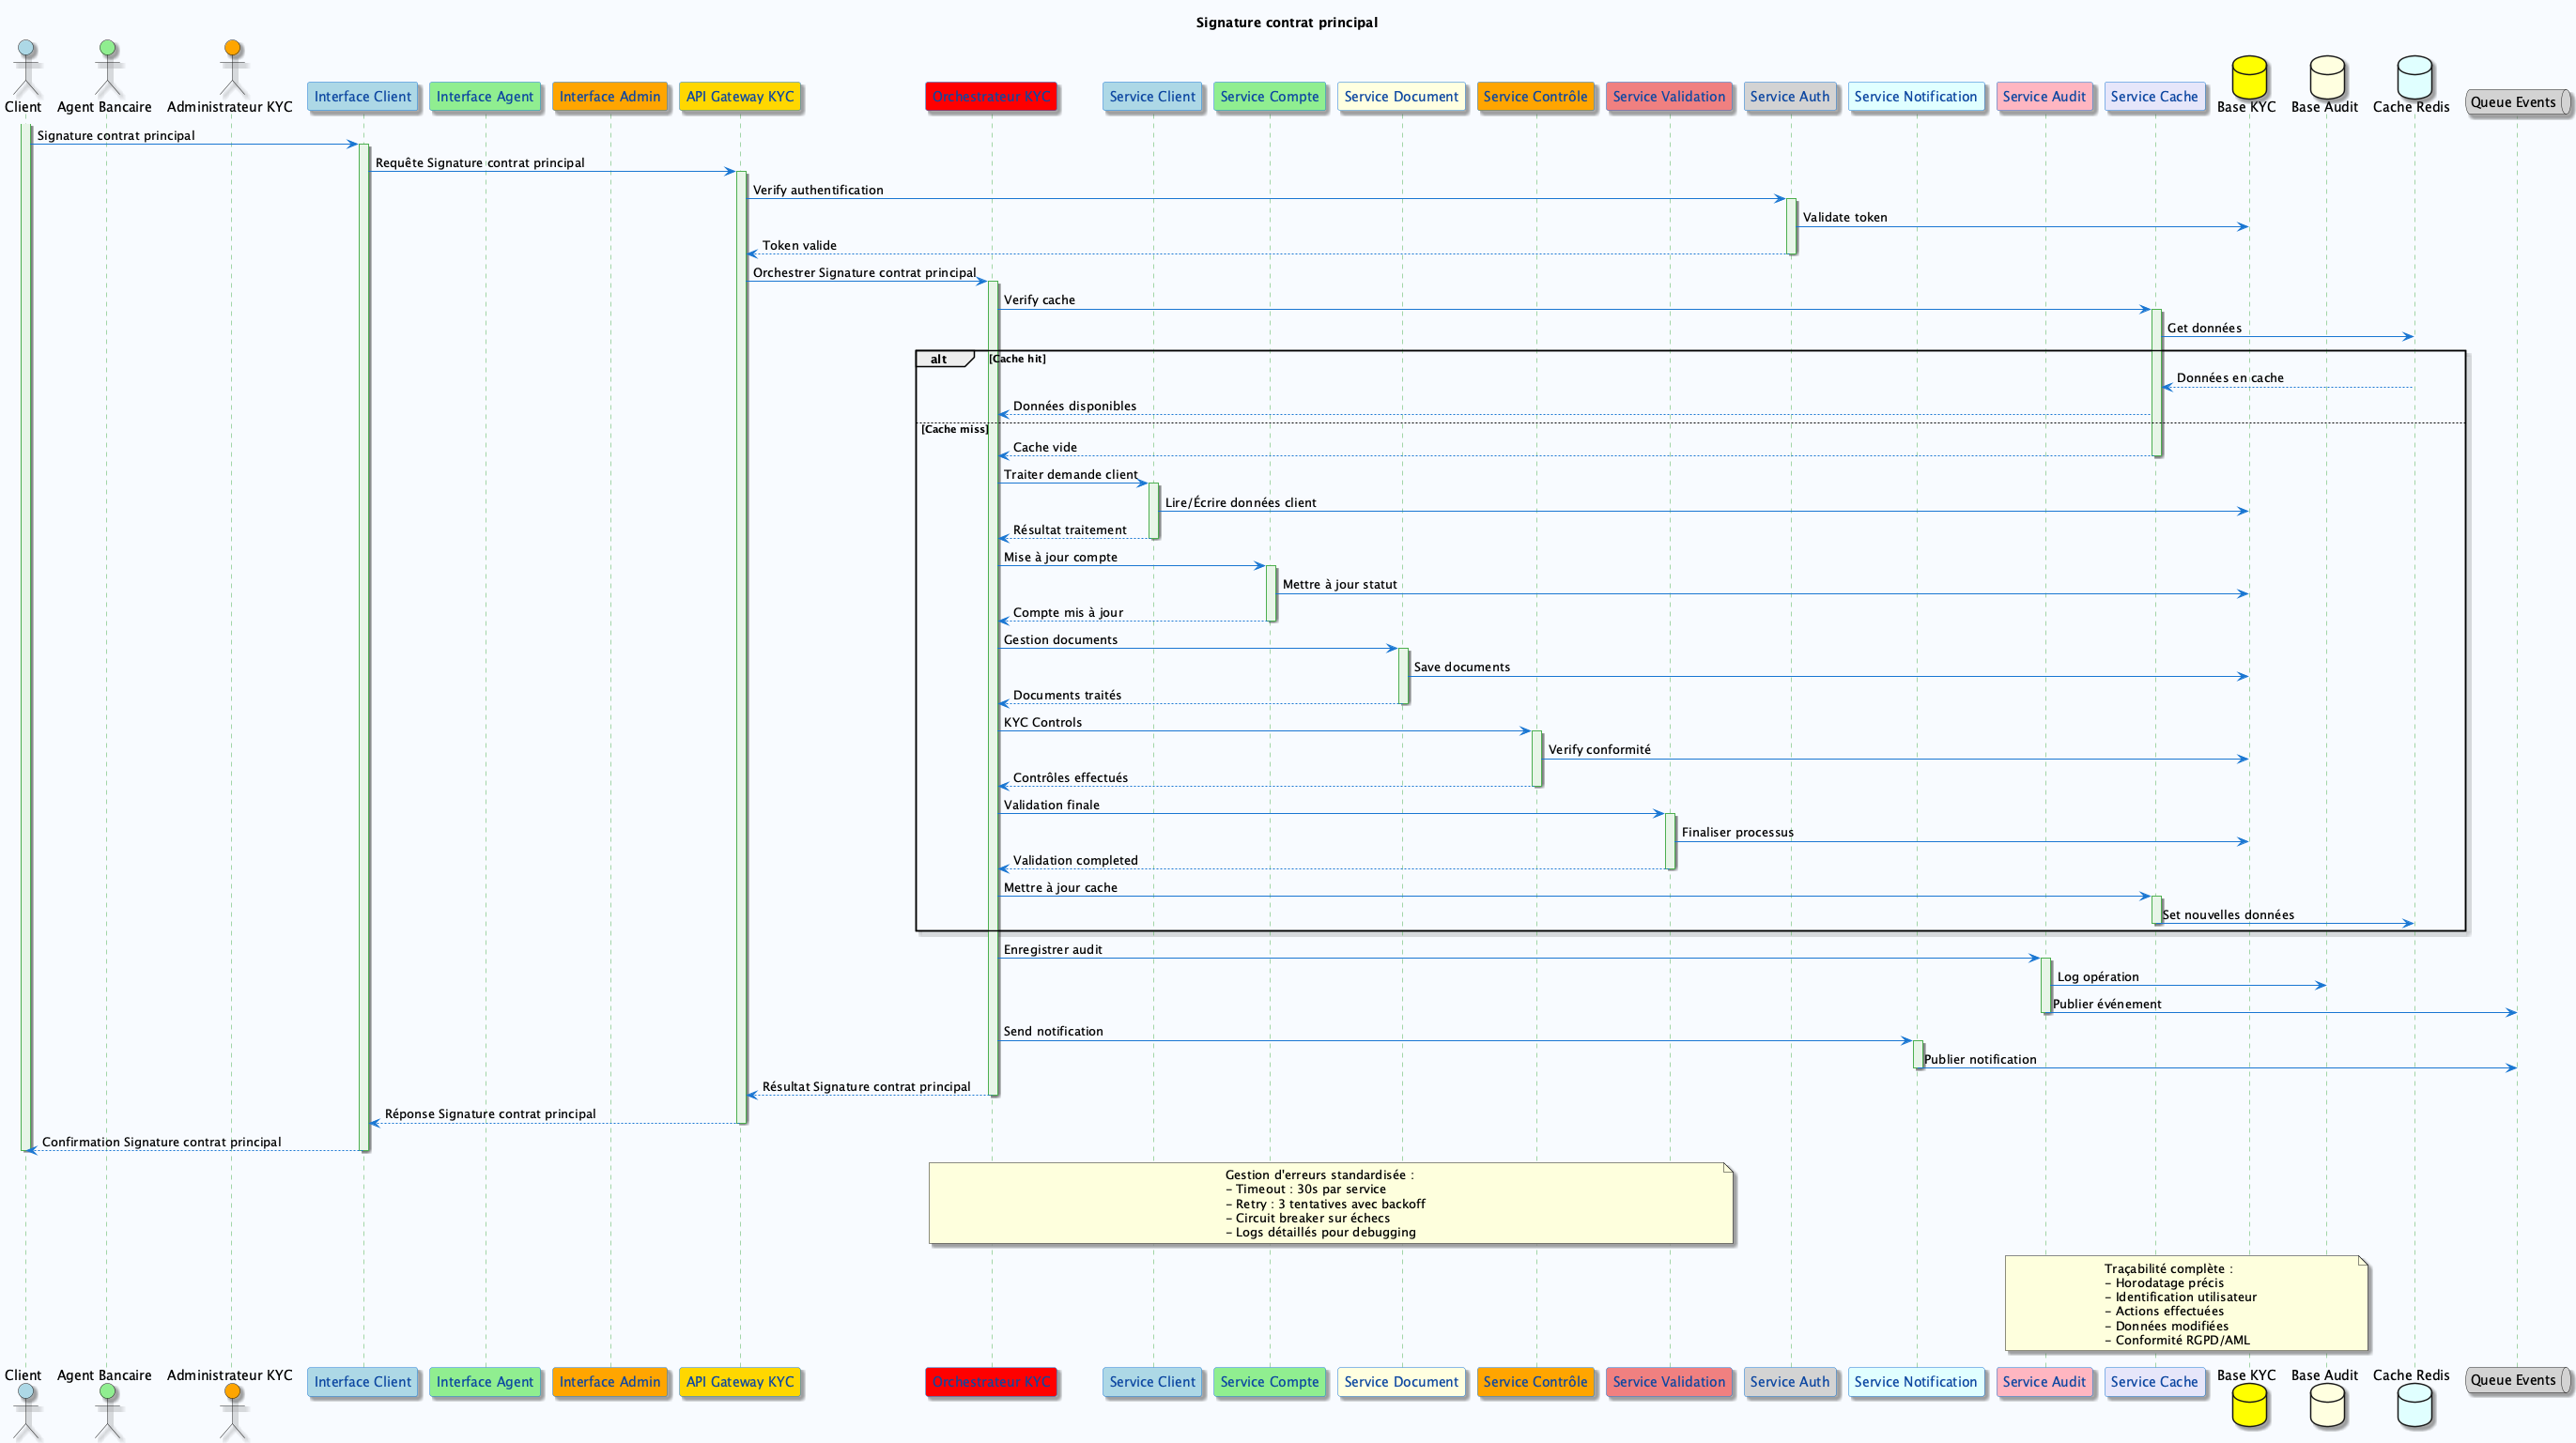 Signature contrat principal
Client
Agent Bancaire
Administrateur KYC
Interface Client
Interface Agent
Interface Admin
API Gateway KYC
Orchestrateur KYC
Service Client
Service Compte
Service Document
Service Contrôle
Service Validation
Service Auth
Service Notification
Service Audit
Service Cache
Base KYC
Base Audit
Cache Redis
Queue Events
Signature contrat principal
Requête Signature contrat principal
Verify authentification
Validate token
Token valide
Orchestrer Signature contrat principal
Verify cache
Get données
alt [Cache hit]
Données en cache
Données disponibles
[Cache miss]
Cache vide
Traiter demande client
Lire/Écrire données client
Résultat traitement
Mise à jour compte
Mettre à jour statut
Compte mis à jour
Gestion documents
Save documents
Documents traités
KYC Controls
Verify conformité
Contrôles effectués
Validation finale
Finaliser processus
Validation completed
Mettre à jour cache
Set nouvelles données
Enregistrer audit
Log opération
Publier événement
Send notification
Publier notification
Résultat Signature contrat principal
Réponse Signature contrat principal
Confirmation Signature contrat principal
Gestion d'erreurs standardisée :
- Timeout : 30s par service
- Retry : 3 tentatives avec backoff
- Circuit breaker sur échecs
- Logs détaillés pour debugging
Traçabilité complète :
- Horodatage précis
- Identification utilisateur
- Actions effectuées
- Données modifiées
- Conformité RGPD/AML
Client
Agent Bancaire
Administrateur KYC
Interface Client
Interface Agent
Interface Admin
API Gateway KYC
Orchestrateur KYC
Service Client
Service Compte
Service Document
Service Contrôle
Service Validation
Service Auth
Service Notification
Service Audit
Service Cache
Base KYC
Base Audit
Cache Redis
Queue Events